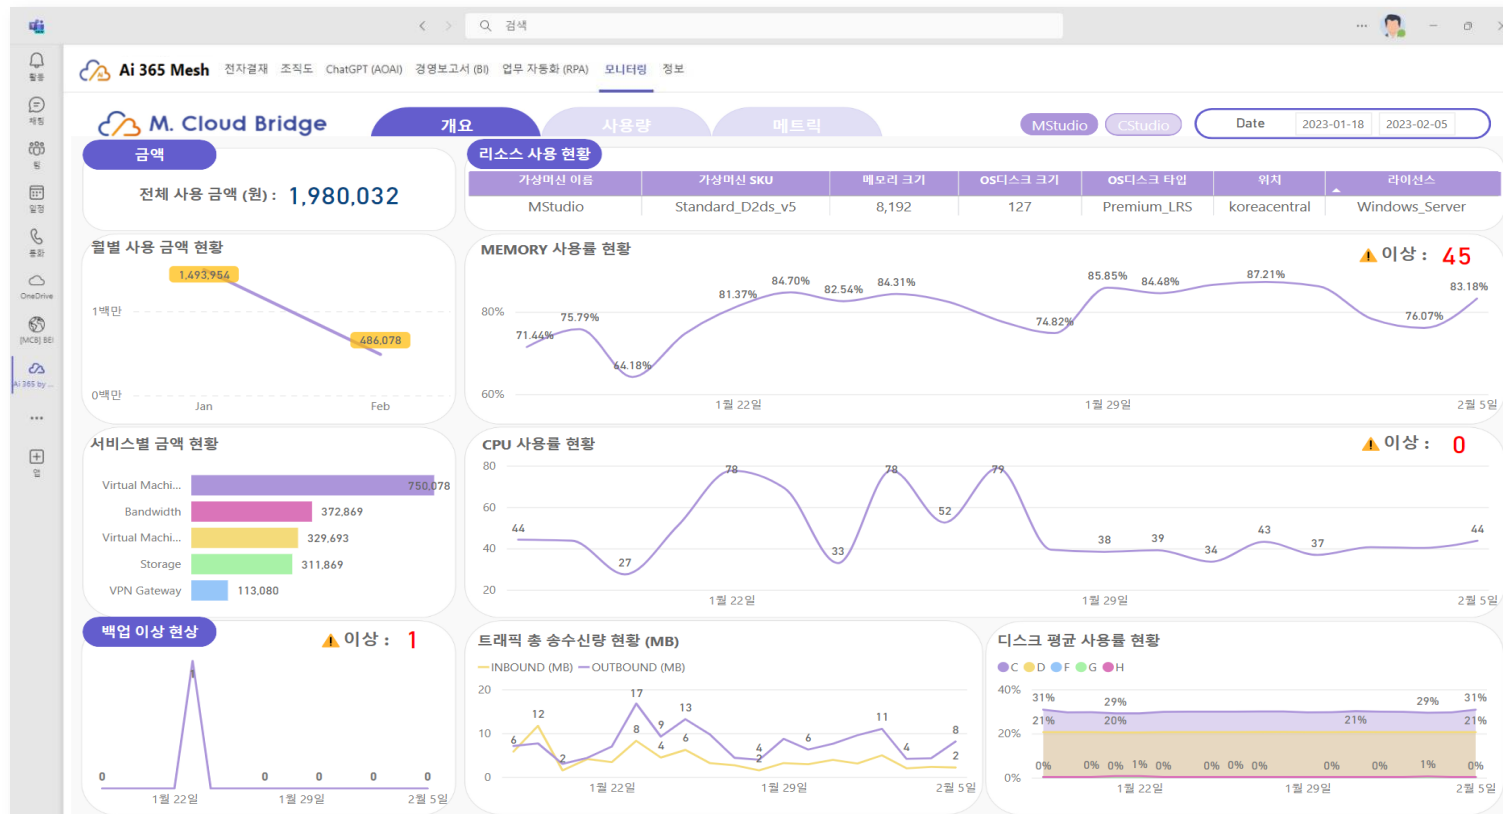 검색
활동
채팅
팀
일정
통화
OneDrive
[MCB] BEI
Ai 365 by ...
앱
Ai 365 Mesh 전자결재 조직도 ChatGPT (AOAI) 경영보고서 (BI) 업무 자동화 (RPA) 모니터링 정보
M. Cloud Bridge 개요 사용량 메트릭 MStudio CStudio Date 2023-01-18 2023-02-05
금액
전체 사용 금액 (원) : 1,980,032
리소스 사용 현황
가상머신 이름 가상머신 SKU 메모리 크기 OS디스크 크기 OS디스크 타입 위치 라이선스
MStudio Standard_D2ds_v5 8,192 127 Premium_LRS koreacentral Windows_Server
월별 사용 금액 현황
1,493,954
1백만
486,078
0백만
Jan Feb
MEMORY 사용률 현황 이상 : 45
80%
60%
71.44% 75.79% 64.18% 81.37% 84.70% 82.54% 84.31% 74.82% 85.85% 84.48% 87.21% 76.07% 83.18%
1월 22일 1월 29일 2월 5일
서비스별 금액 현황
Virtual Machi... 750,078
Bandwidth 372,869
Virtual Machi... 329,693
Storage 311,869
VPN Gateway 113,080
CPU 사용률 현황 이상 : 0
80
60
40
20
44 27 78 33 78 52 79 38 39 34 43 37 44
1월 22일 1월 29일 2월 5일
백업 이상 현상 이상 : 1
1
0 0 0 0 0
1월 22일 1월 29일 2월 5일
트래픽 총 송수신량 현황 (MB)
INBOUND (MB) OUTBOUND (MB)
20
10
0
6 12 2 17 8 9 4 13 6 4 2 6 11 4 8 2
1월 22일 1월 29일 2월 5일
디스크 평균 사용률 현황
C D F G H
40%
20%
0%
31% 29% 29% 31%
21% 20% 21% 21%
0% 0% 0% 1% 0% 0% 0% 0% 0% 0% 1% 0%
1월 22일 1월 29일 2월 5일